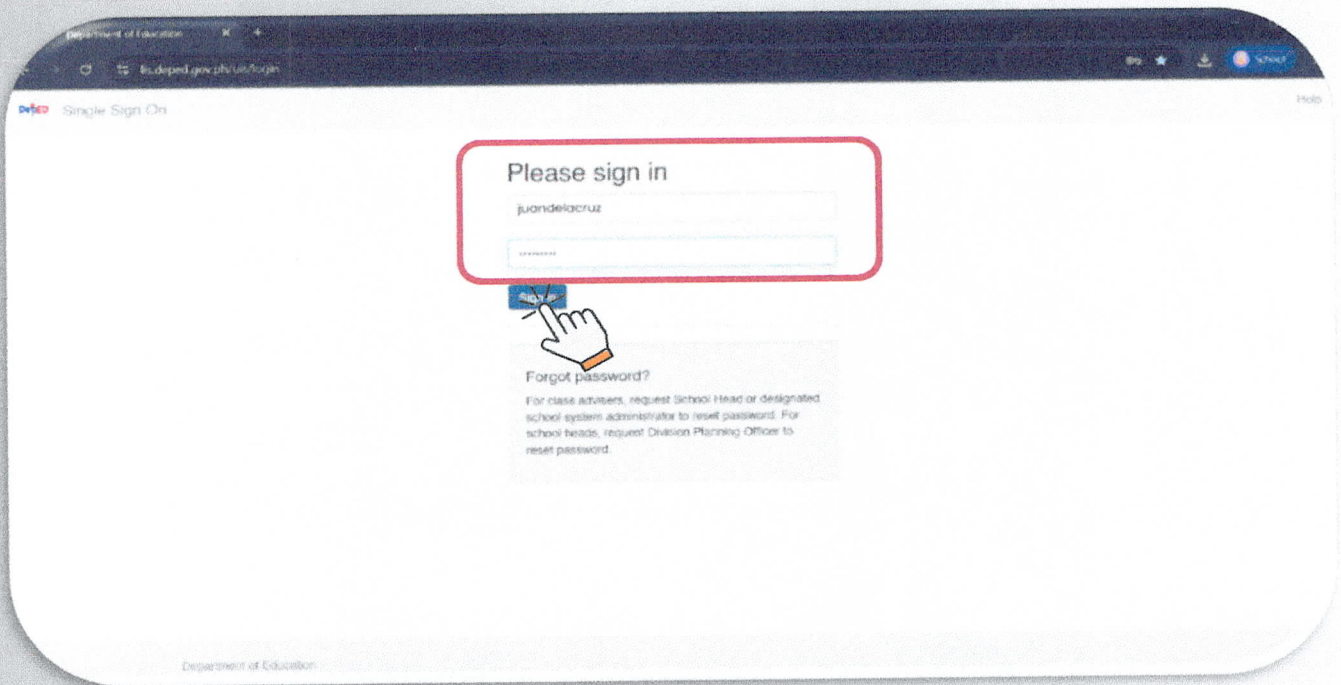 Department of Education
lis.deped.gov.ph/uis/login
School
DepED Single Sign On
Help
Please sign in
juandelacruz
Sign in
Forgot password?
For class advisers, request School Head or designated
school system administrator to reset password. For
school heads, request Division Planning Officer to
reset password.
Department of Education